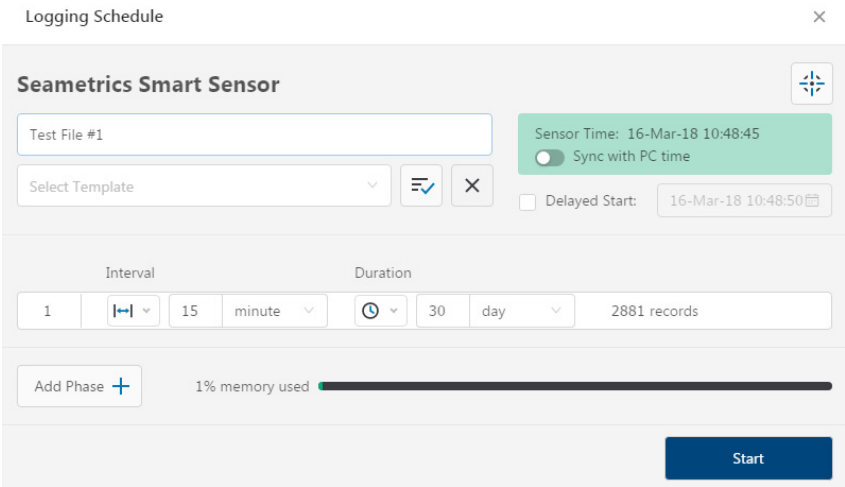 Logging Schedule
Seametrics Smart Sensor
Test File #1
Sensor Time: 16-Mar-18 10:48:45
Sync with PC time
Select Template
Delayed Start: 16-Mar-18 10:48:50
Interval Duration
1 15 minute 30 day 2881 records
Add Phase + 1% memory used
Start